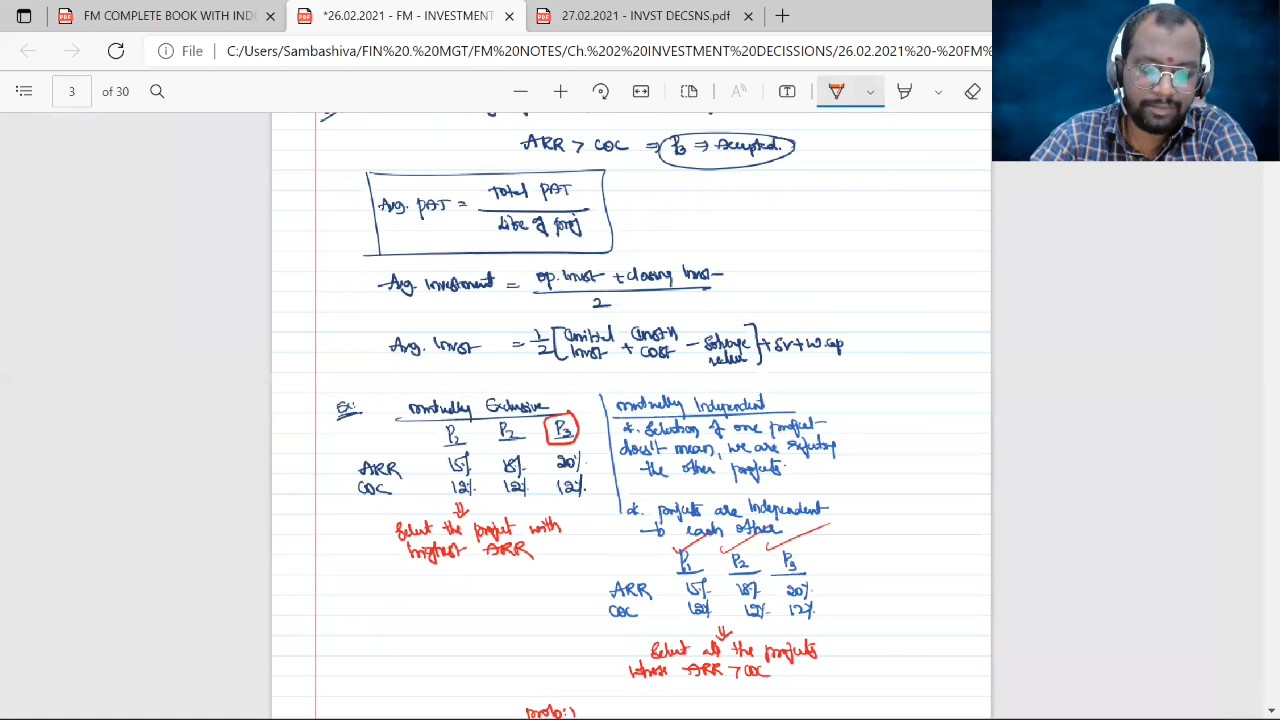 FM COMPLETE BOOK WITH INDE
*26.02.2021 - FM - INVESTMENT
27.02.2021 - INVST DECSNS.pdf
File C:/Users/Sambashiva/FIN%20.%20MGT/FM%20NOTES/Ch.%202%20INVESTMENT%20DECISSIONS/26.02.2021%20-%20FM%
3 of 30
ARR > COC ⇒ ⇒ Accepted.
Avg. PAT = Total PAT
Life of proj
Avg. Investment = op. Invst + closing Invst
2
Avg. Invst = 1/2 [Initial Invst + Cost - Salvage value] + SV + W.Cap
Ex: Mutually Exclusive
P1 P2 P3
ARR 15% 18% 20%
COC 12% 12% 12%
Select the project with
highest ARR
Mutually Independent
*. Selection of one project
doesn't mean, we are rejecting
the other projects.
*. projects are Independent
to each other
P1 P2 P3
ARR 15% 18% 20%
COC 12% 12% 12%
Select all the projects
whose ARR > COC
prob:1